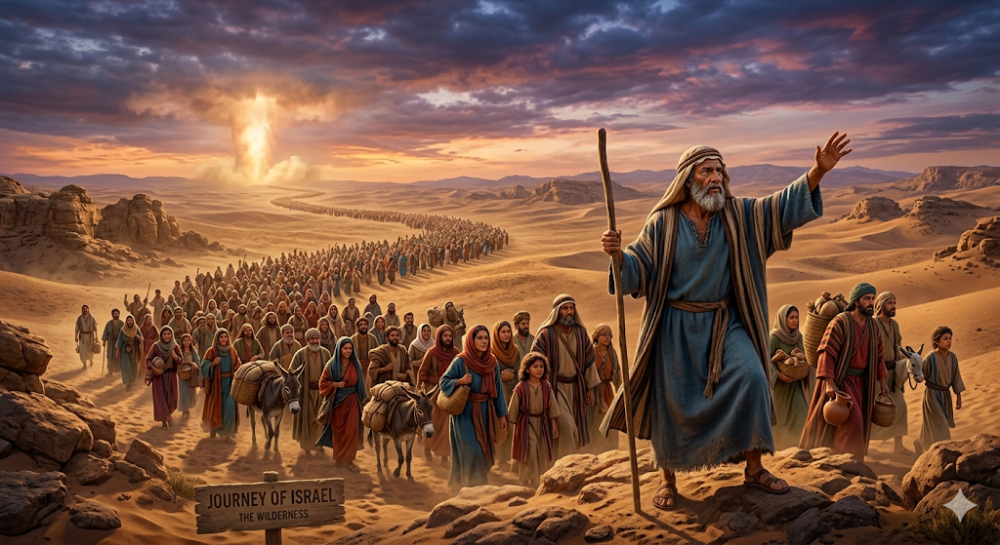 JOURNEY OF ISRAEL
THE WILDERNESS